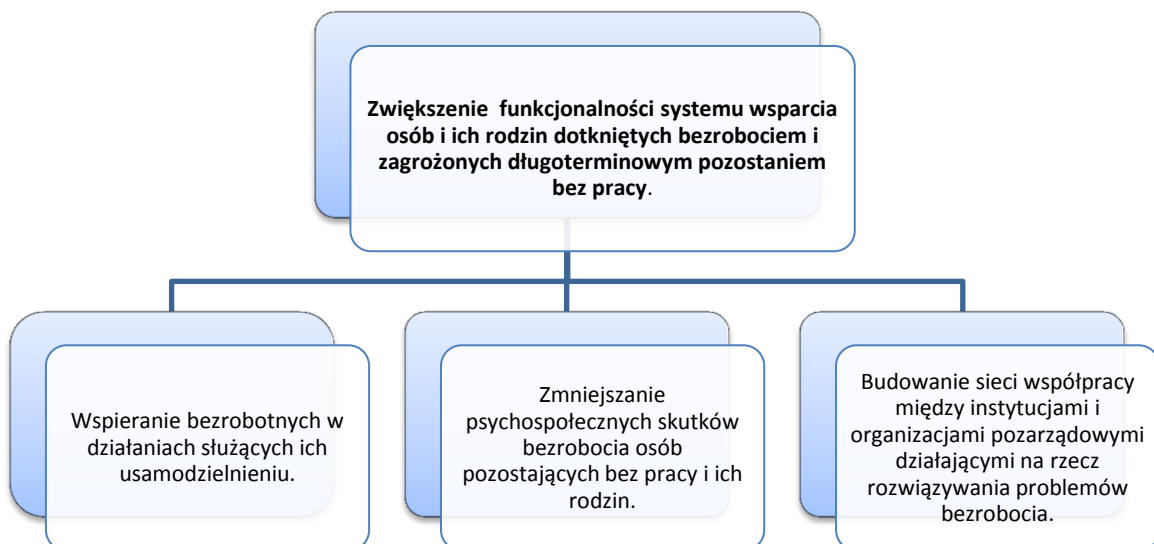 Zwiększenie funkcjonalności systemu wsparcia
osób i ich rodzin dotkniętych bezrobociem i
zagrożonych długoterminowym pozostaniem
bez pracy.
Wspieranie bezrobotnych w
działaniach służących ich
usamodzielnieniu.
Zmniejszanie
psychospołecznych skutków
bezrobocia osób
pozostających bez pracy i ich
rodzin.
Budowanie sieci współpracy
między instytucjami i
organizacjami pozarządowymi
działającymi na rzecz
rozwiązywania problemów
bezrobocia.